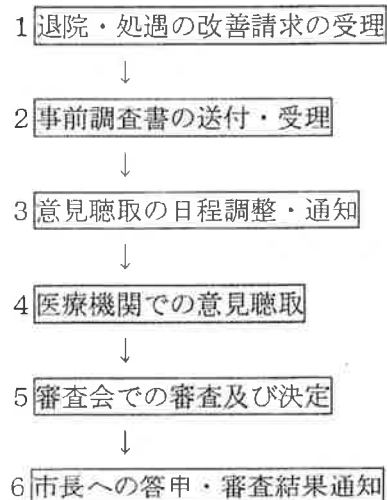 1 退院・処遇の改善請求の受理
↓
2 事前調査書の送付・受理
↓
3 意見聴取の日程調整・通知
↓
4 医療機関での意見聴取
↓
5 審査会での審査及び決定
↓
6 市長への答申・審査結果通知